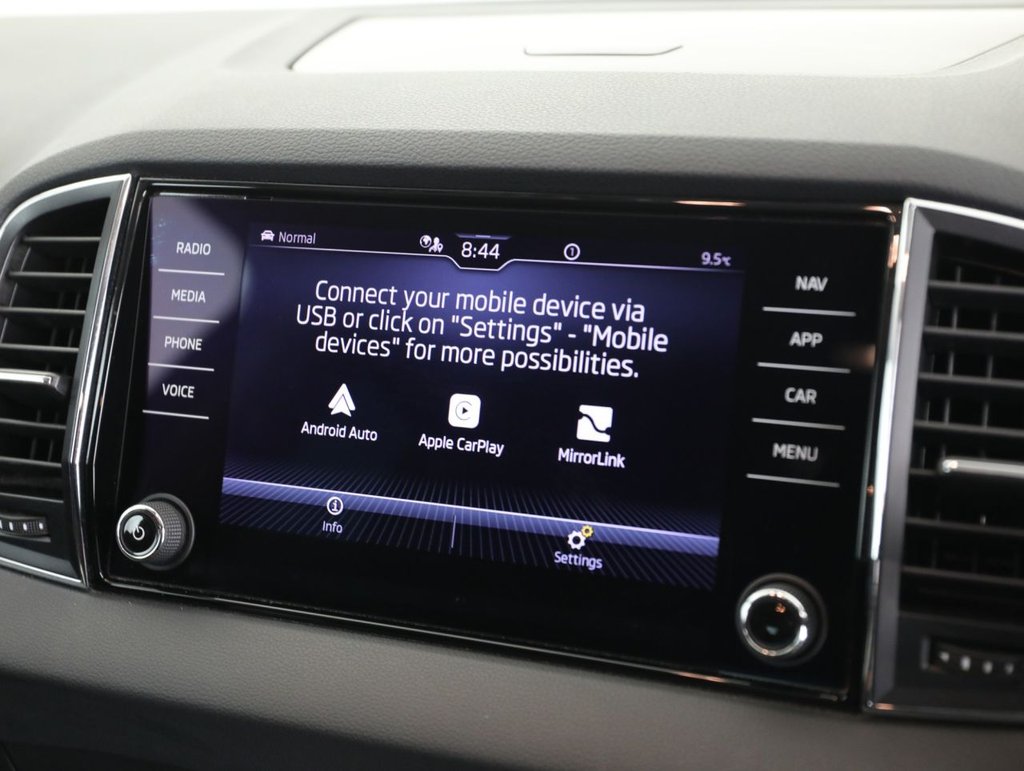 RADIO
MEDIA
PHONE
VOICE
Normal
8:44
9.5°C
Connect your mobile device via
USB or click on "Settings" - "Mobile
devices" for more possibilities.
Android Auto
Apple CarPlay
MirrorLink
Info
Settings
NAV
APP
CAR
MENU